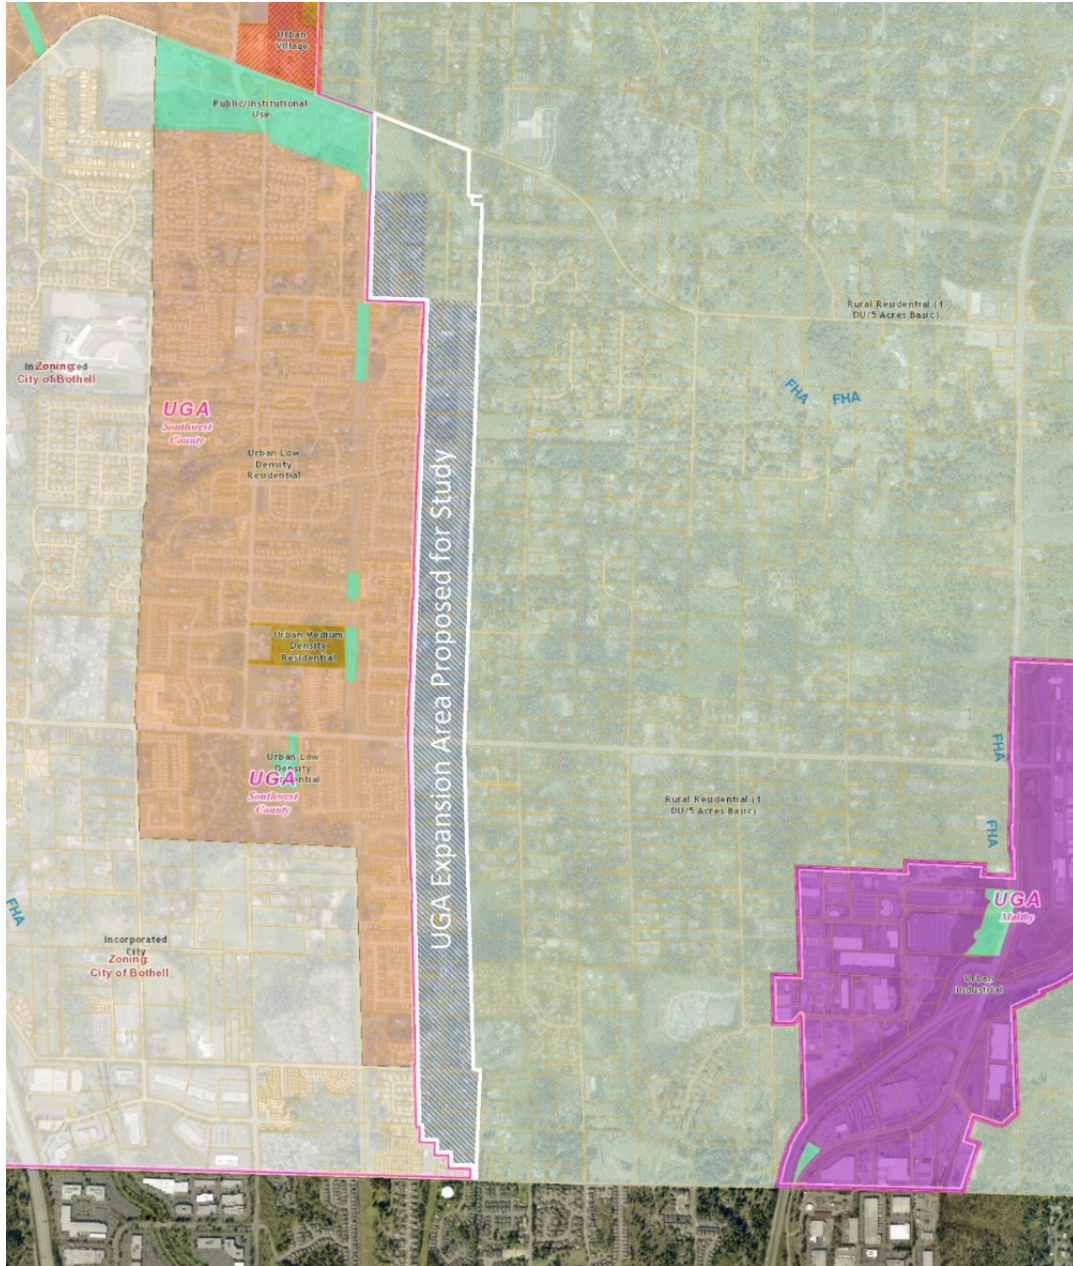 Urban
Village
Public/Institutional
Use
Rural Residential (1
DU/5 Acres Basic)
Zoning:
City of Bothell
FHA
FHA
UGA
Southwest
County
Urban Low
Density
Residential
UGA Expansion Area Proposed for Study
Urban Medium
Density
Residential
FHA
Urban Low
Density
UGA
Southwest
County
Rural Residential (1
DU/5 Acres Basic)
FHA
UGA
Maltby
FHA
Incorporated
City
Zoning:
City of Bothell
Urban
Industrial